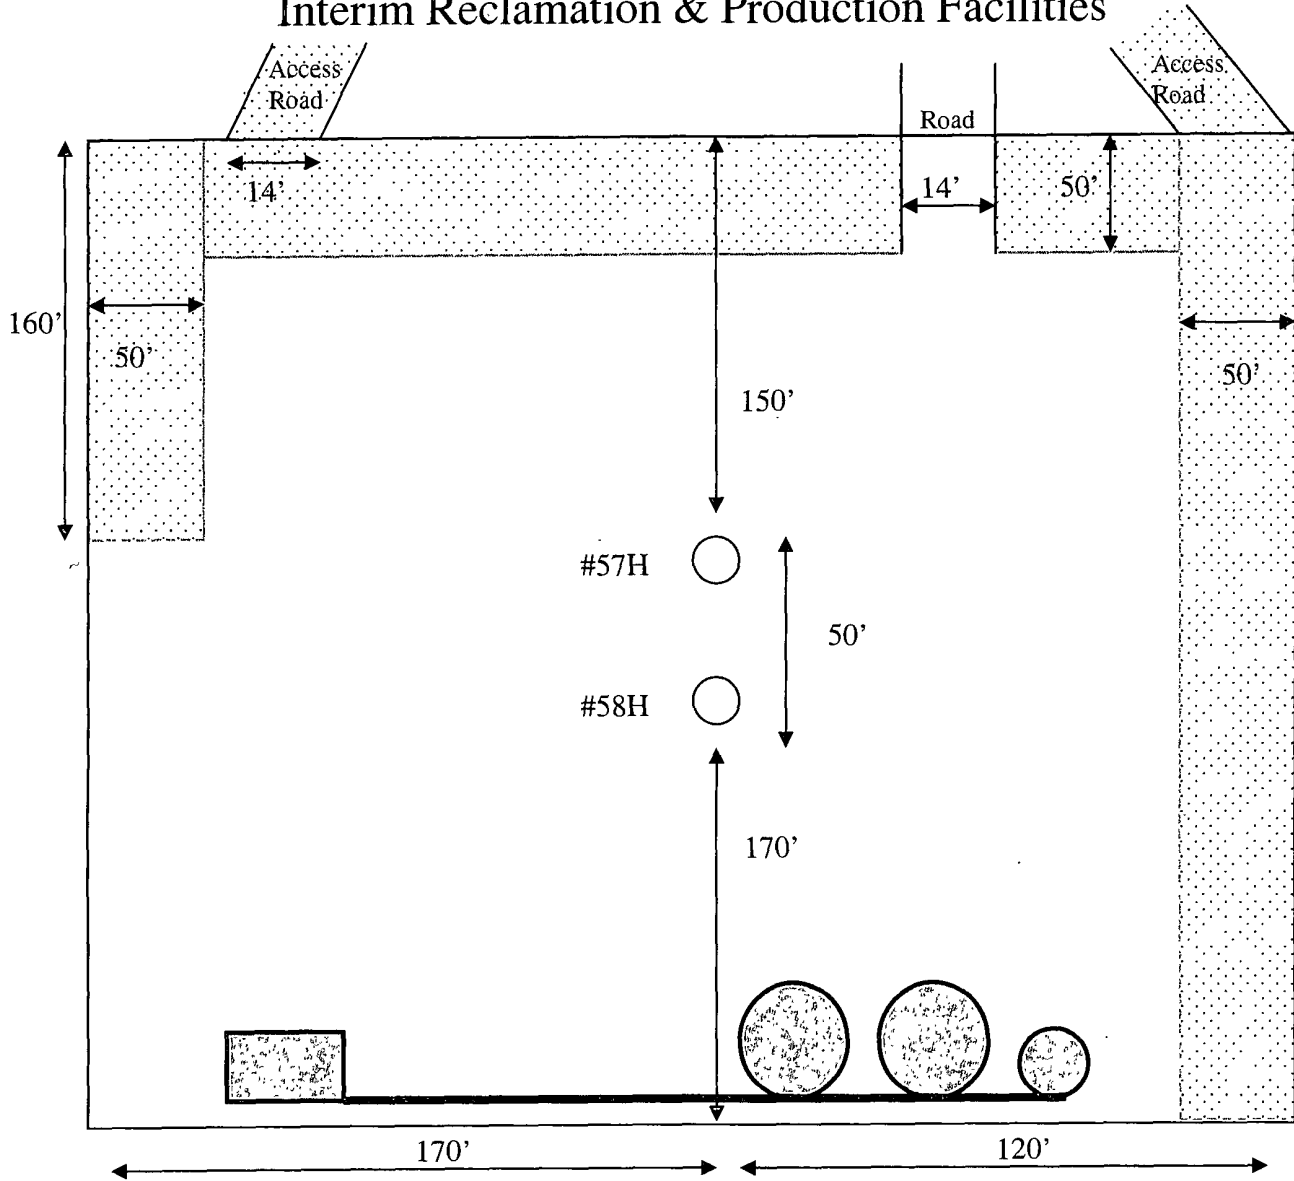 Interim Reclamation & Production Facilities
Access
Road
Access
Road
Road
14'
14'
50'
160'
50'
50'
150'
#57H
50'
#58H
170'
170'
120'